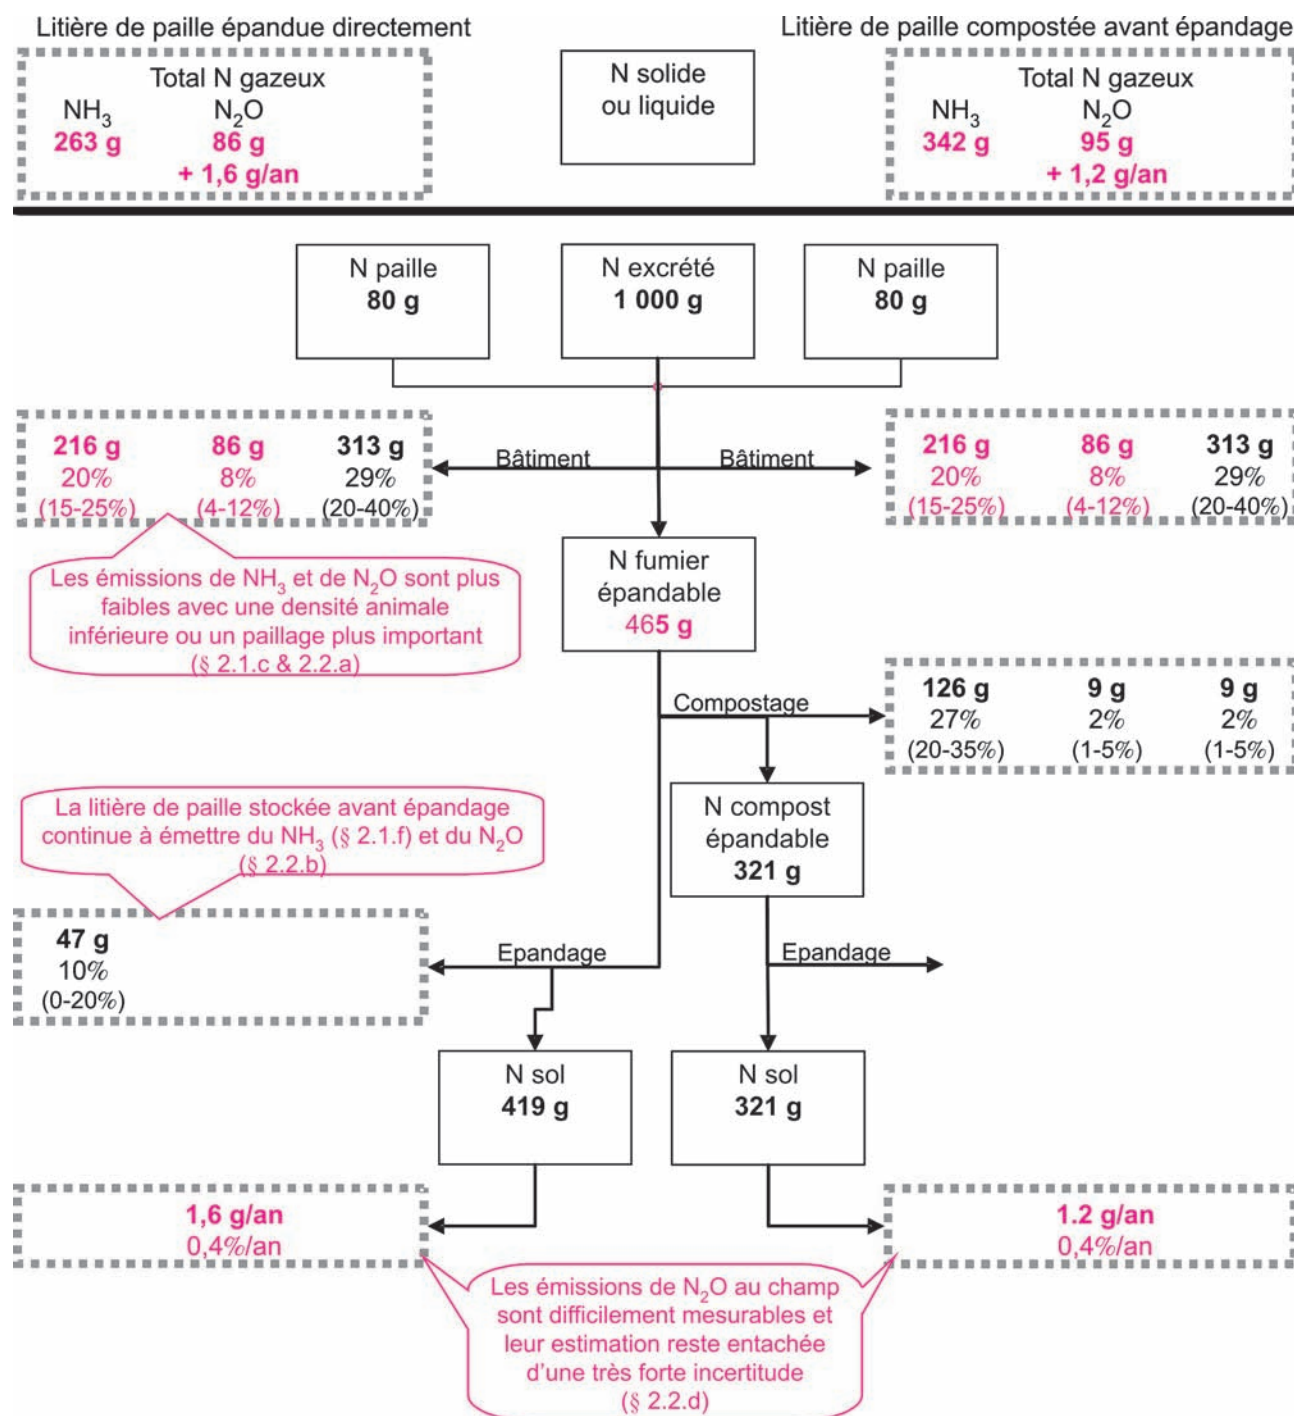 Litière de paille épandue directement
Litière de paille compostée avant épandage
Total N gazeux
NH3 N2O
263 g 86 g
+ 1,6 g/an
N solide
ou liquide
Total N gazeux
NH3 N2O
342 g 95 g
+ 1,2 g/an
N paille
80 g
N excrété
1 000 g
N paille
80 g
216 g 86 g 313 g
20% 8% 29%
(15-25%) (4-12%) (20-40%)
Bâtiment
Bâtiment
216 g 86 g 313 g
20% 8% 29%
(15-25%) (4-12%) (20-40%)
N fumier
épandable
465 g
Les émissions de NH3 et de N2O sont plus
faibles avec une densité animale
inférieure ou un paillage plus important
(§ 2.1.c & 2.2.a)
Compostage
126 g 9 g 9 g
27% 2% 2%
(20-35%) (1-5%) (1-5%)
La litière de paille stockée avant épandage
continue à émettre du NH3 (§ 2.1.f) et du N2O
(§ 2.2.b)
N compost
épandable
321 g
47 g
10%
(0-20%)
Epandage
Epandage
N sol
419 g
N sol
321 g
1,6 g/an
0,4%/an
1.2 g/an
0,4%/an
Les émissions de N2O au champ
sont difficilement mesurables et
leur estimation reste entachée
d'une très forte incertitude
(§ 2.2.d)